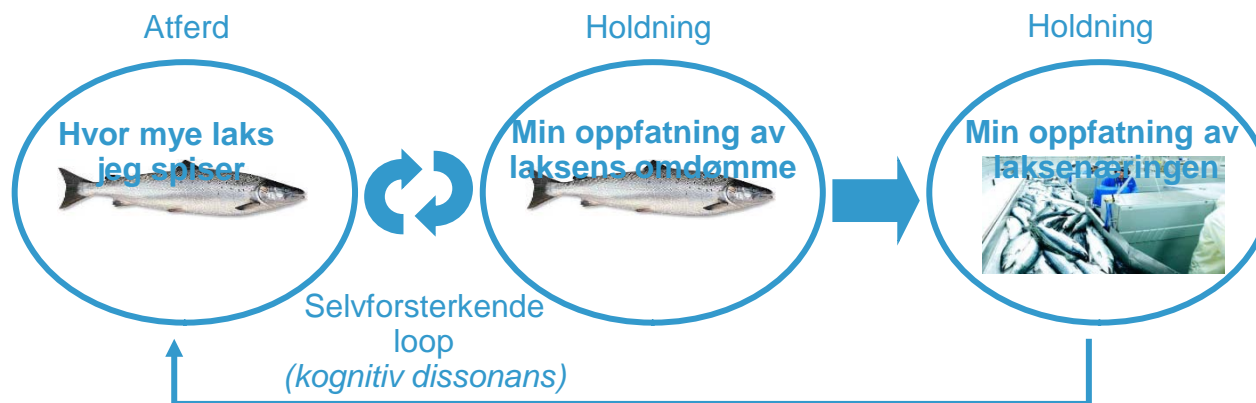 Atferd
Holdning
Holdning
Hvor mye laks
jeg spiser
Min oppfatning av
laksens omdømme
Min oppfatning av
laksenæringen
Selvforsterkende
loop
(kognitiv dissonans)